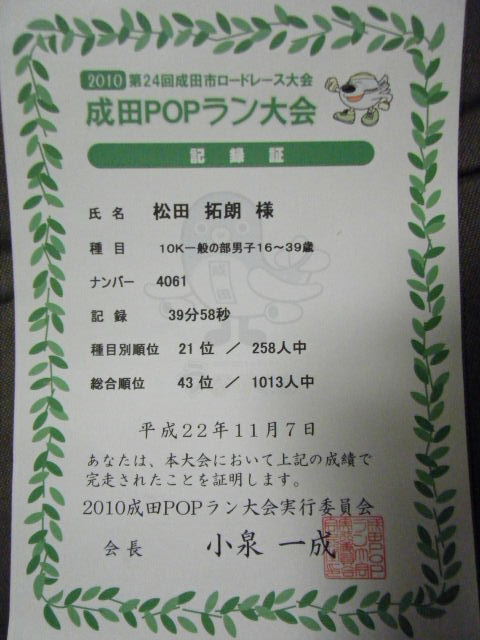 2010 第24回成田市ロードレース大会
成田POPラン大会
記録証
氏名 松田 拓朗 様
種目 10K一般の部男子16～39歳
ナンバー 4061
記録 39分58秒
種目別順位 21位 ／ 258人中
総合順位 43位 ／ 1013人中
平成22年11月7日
あなたは、本大会において上記の成績で
完走されたことを証明します。
2010成田POPラン大会実行委員会
会長 小泉 一成